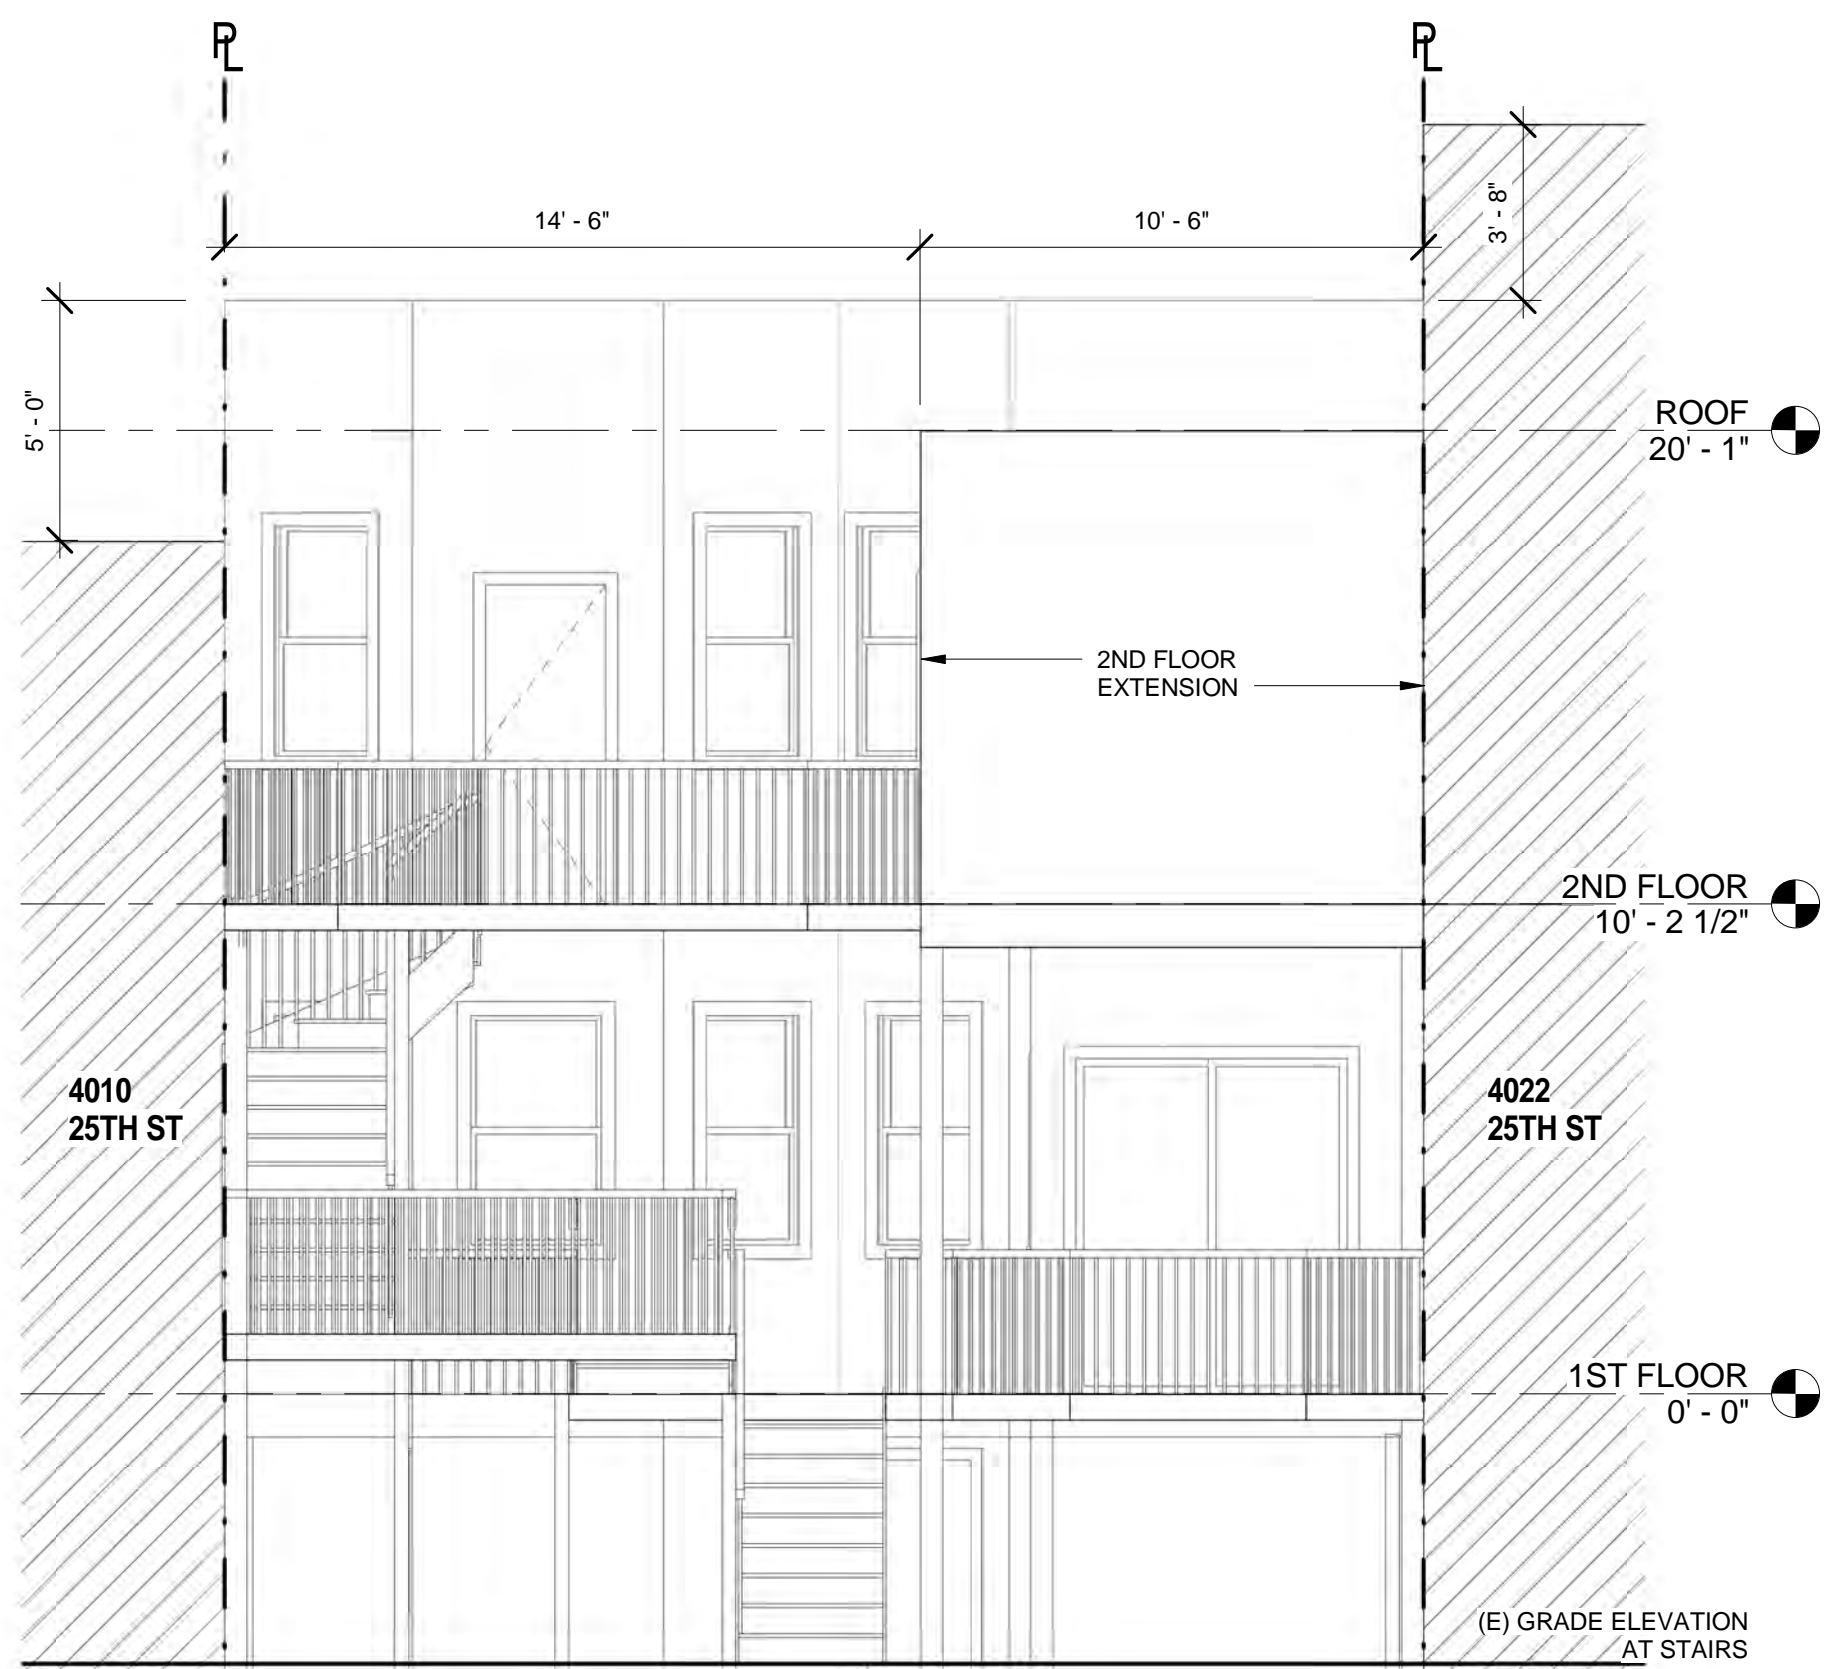 PL
PL
14' - 6"
10' - 6"
3' - 8"
5' - 0"
ROOF
20' - 1"
2ND FLOOR
EXTENSION
2ND FLOOR
10' - 2 1/2"
4010
25TH ST
4022
25TH ST
1ST FLOOR
0' - 0"
(E) GRADE ELEVATION
AT STAIRS